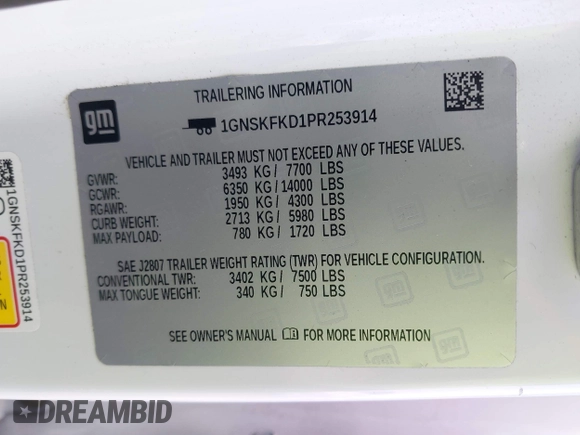 TRAILERING INFORMATION
gm
1GNSKFKD1PR253914
VEHICLE AND TRAILER MUST NOT EXCEED ANY OF THESE VALUES.
GVWR: 3493 KG / 7700 LBS
GCWR: 6350 KG / 14000 LBS
RGAWR: 1950 KG / 4300 LBS
CURB WEIGHT: 2713 KG / 5980 LBS
MAX PAYLOAD: 780 KG / 1720 LBS
SAE J2807 TRAILER WEIGHT RATING (TWR) FOR VEHICLE CONFIGURATION.
CONVENTIONAL TWR: 3402 KG / 7500 LBS
MAX TONGUE WEIGHT: 340 KG / 750 LBS
SEE OWNER'S MANUAL FOR MORE INFORMATION
1GNSKFKD1PR253914
DREAMBID